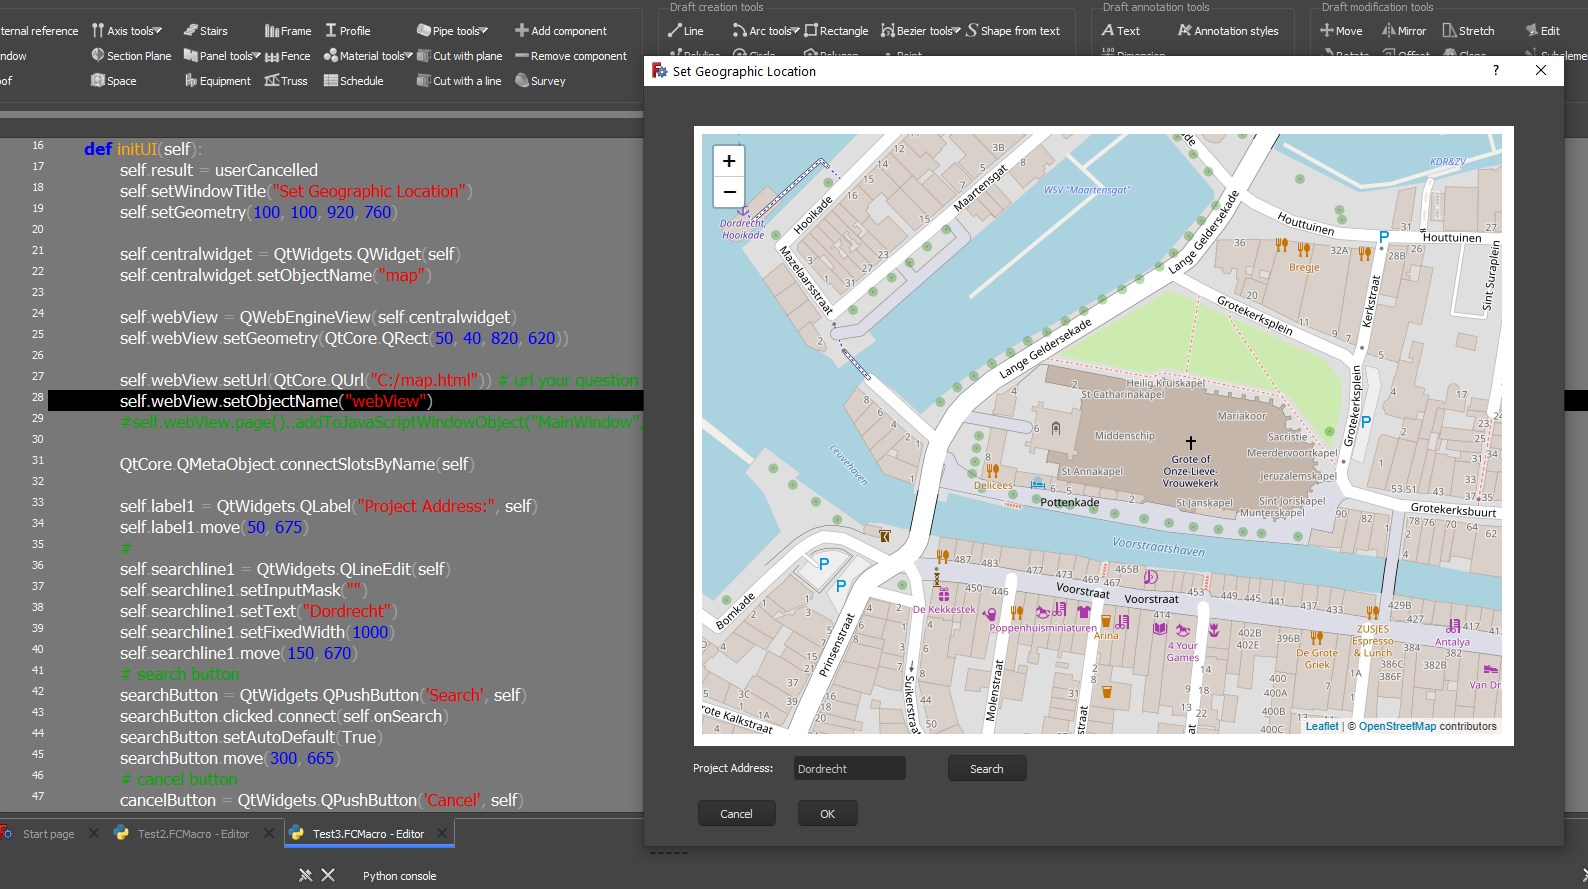 Draft creation tools
Draft annotation tools
Draft modification tools
ternal reference
Axis tools
Stairs
Frame
Profile
Pipe tools
Add component
Line
Arc tools
Rectangle
Bezier tools
Shape from text
Text
Annotation styles
Move
Mirror
Stretch
Edit
ndow
Section Plane
Panel tools
Fence
Material tools
Cut with plane
Remove component
oof
Space
Equipment
Truss
Schedule
Cut with a line
Survey
Set Geographic Location
?
16 def initUI(self):
17 self.result = userCancelled
18 self.setWindowTitle("Set Geographic Location")
19 self.setGeometry(100, 100, 920, 760)
20
21 self.centralwidget = QtWidgets.QWidget(self)
22 self.centralwidget.setObjectName("map")
23
24 self.webView = QWebEngineView(self.centralwidget)
25 self.webView.setGeometry(QtCore.QRect(50, 40, 820, 620))
26
27 self.webView.setUrl(QtCore.QUrl("C:/map.html")) # url your question
28 self.webView.setObjectName("webView")
29 #self.webView.page()..addToJavaScriptWindowObject("MainWindow",
30
31 QtCore.QMetaObject.connectSlotsByName(self)
32
33 self.label1 = QtWidgets.QLabel("Project Address:", self)
34 self.label1.move(50, 675)
35 #
36 self.searchline1 = QtWidgets.QLineEdit(self)
37 self.searchline1.setInputMask("")
38 self.searchline1.setText("Dordrecht")
39 self.searchline1.setFixedWidth(1000)
40 self.searchline1.move(150, 670)
41 # search button
42 searchButton = QtWidgets.QPushButton('Search', self)
43 searchButton.clicked.connect(self.onSearch)
44 searchButton.setAutoDefault(True)
45 searchButton.move(300, 665)
46 # cancel button
47 cancelButton = QtWidgets.QPushButton('Cancel', self)
+
−
Dordrecht,
Hooikade
Hooikade
Maartensgat
Mazelaarsstraat
WSV "Maartensgat"
KDR&ZV
Kade
Lange Geldersekade
Houttuinen
Houttuinen
Bregje
Sint Suraplein
Kerkstraat
Grotekerksplein
Lange Geldersekade
Heilig Kruiskapel
St Catharinakapel
Mariakoor
Middenschip
Sacristie
Meerdervoortkapel
Grotekerksplein
Grote of
Onze-Lieve-
Vrouwekerk
St Annakapel
Jeruzalemskapel
St Janskapel
Sint Joriskapel
Munterskapel
Delicees
Pottenkade
Grotekerksbuurt
Leuvehaven
Voorstraatshaven
Bomkade
Prinsenstraat
De Kekkestek
Voorstraat
Voorstraat
Poppenhuisminiaturen
Arina
4 Your
Games
ZUSJES
Espresso
& Lunch
De Grote
Griek
Antalya
Van Dr
Suikerstraat
Molenstraat
rote Kalkstraat
Leaflet | © OpenStreetMap contributors
Project Address:
Dordrecht
Search
Cancel
OK
Start page
Test2.FCMacro - Editor
Test3.FCMacro - Editor
Python console